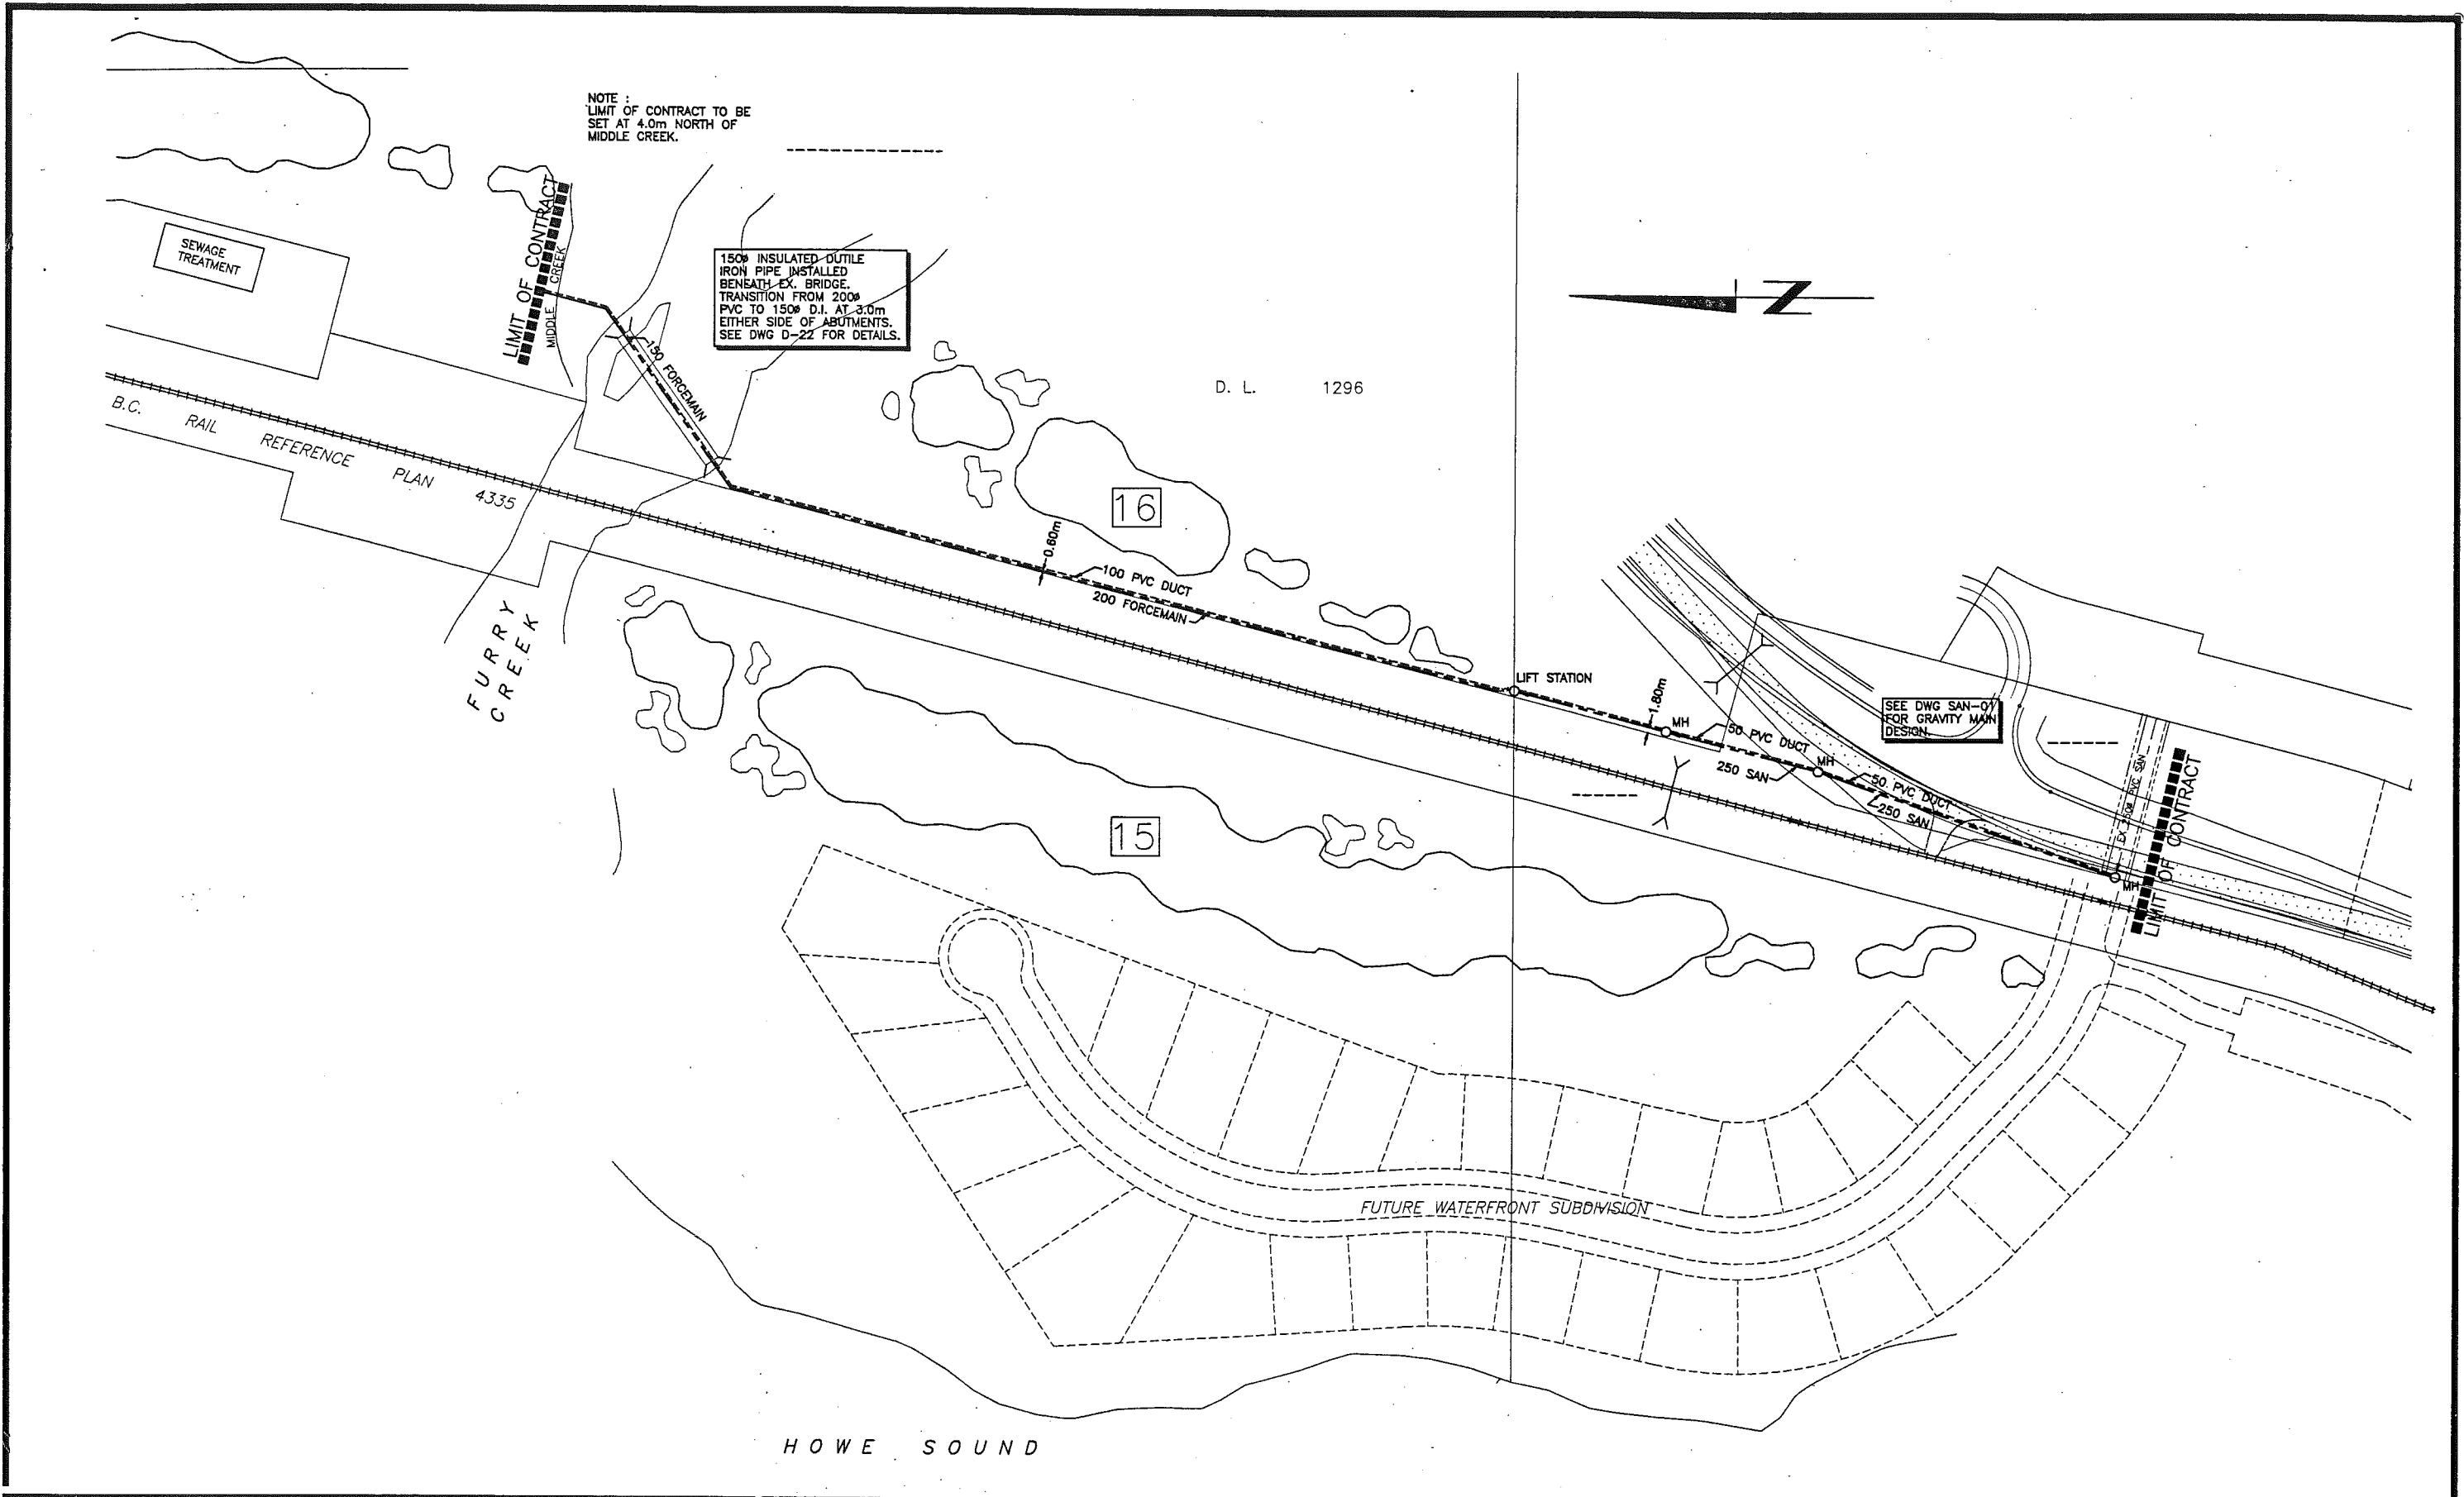 NOTE :
LIMIT OF CONTRACT TO BE
SET AT 4.0m NORTH OF
MIDDLE CREEK.
SEWAGE
TREATMENT
LIMIT OF CONTRACT
MIDDLE CREEK
150ø INSULATED DUTILE
IRON PIPE INSTALLED
BENEATH EX. BRIDGE.
TRANSITION FROM 200ø
PVC TO 150ø D.I. AT 3.0m
EITHER SIDE OF ABUTMENTS.
SEE DWG D-22 FOR DETAILS.
N
150 FORCEMAIN
D. L. 1296
B.C. RAIL REFERENCE PLAN 4335
16
0.60m
100 PVC DUCT
200 FORCEMAIN
FURRY
CREEK
LIFT STATION
1.80m
MH
50 PVC DUCT
250 SAN
MH
50 PVC DUCT
250 SAN
SEE DWG SAN-01
FOR GRAVITY MAIN
DESIGN.
EX. 250ø PVC SAN
MH
LIMIT OF CONTRACT
15
FUTURE WATERFRONT SUBDIVISION
HOWE SOUND